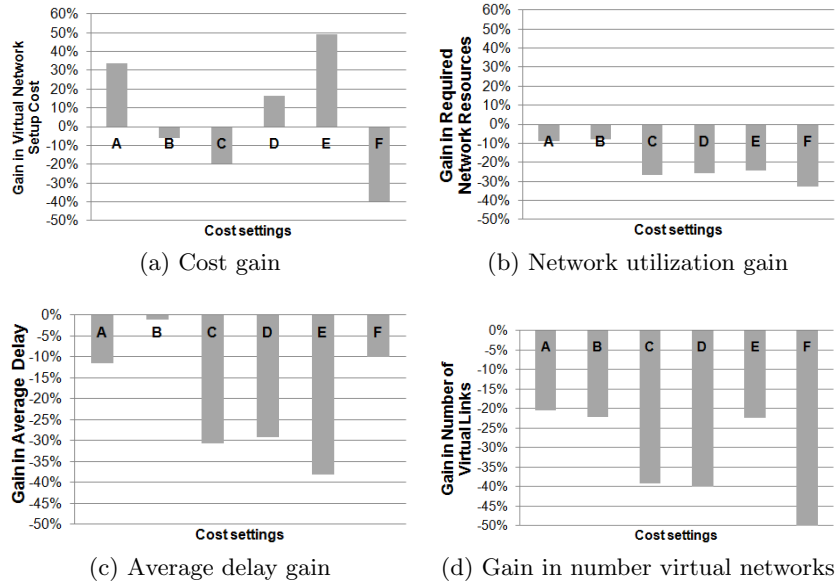 60%
50%
40%
30%
20%
10%
0%
-10%
-20%
-30%
-40%
-50%
Gain in Virtual Network
Setup Cost
A B C D E F
Cost settings
(a) Cost gain
60%
50%
40%
30%
20%
10%
0%
-10%
-20%
-30%
-40%
-50%
Gain in Required
Network Resources
A B C D E F
Cost settings
(b) Network utilization gain
0%
-5%
-10%
-15%
-20%
-25%
-30%
-35%
-40%
-45%
-50%
Gain in Average Delay
A B C D E F
Cost settings
(c) Average delay gain
0%
-5%
-10%
-15%
-20%
-25%
-30%
-35%
-40%
-45%
-50%
Gain in Number of
Virtual Links
A B C D E F
Cost settings
(d) Gain in number virtual networks